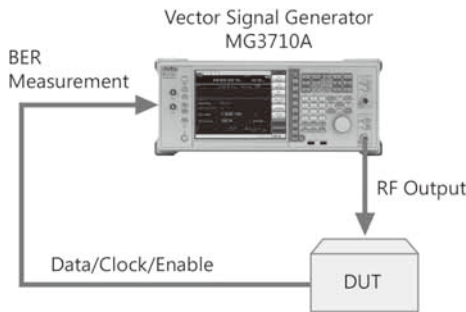 Vector Signal Generator
MG3710A
BER
Measurement
RF Output
Data/Clock/Enable
DUT